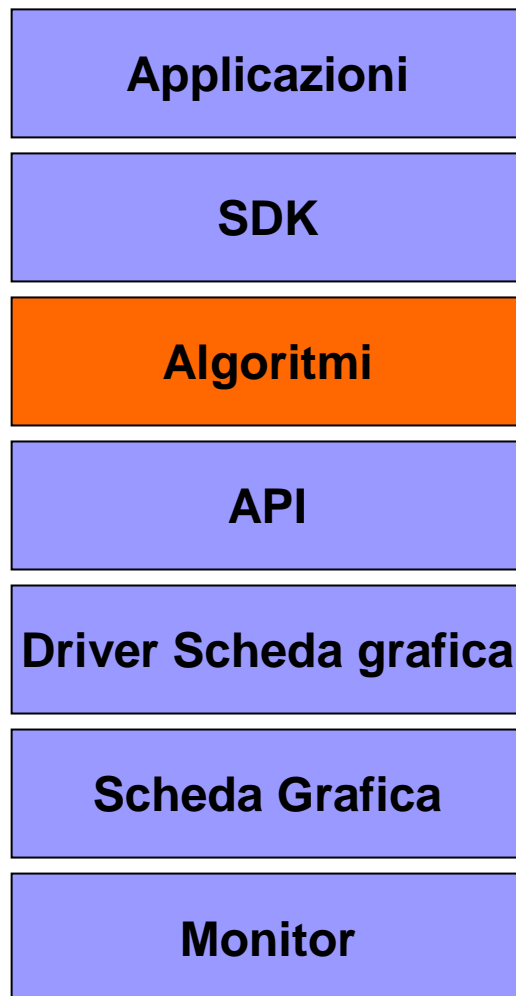 Applicazioni
SDK
Algoritmi
API
Driver Scheda grafica
Scheda Grafica
Monitor